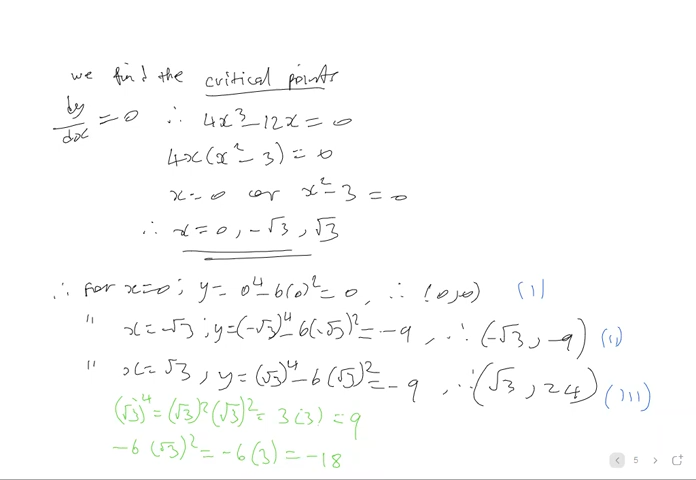 we find the critical points
dy/dx = 0 ∴ 4x³ - 12x = 0
4x(x² - 3) = 0
x = 0 or x² - 3 = 0
∴ x = 0, -√3, √3
∴ for x = 0; y = 0⁴ - 6(0)² = 0, ∴ (0,0) (I)
" x = -√3; y = (-√3)⁴ - 6(-√3)² = -9, ∴ (-√3, -9) (II)
" x = √3, y = (√3)⁴ - 6(√3)² = -9, ∴ (√3, 24) (III)
(√3)⁴ = (√3)²(√3)² = 3(3) = 9
-6(√3)² = -6(3) = -18
5